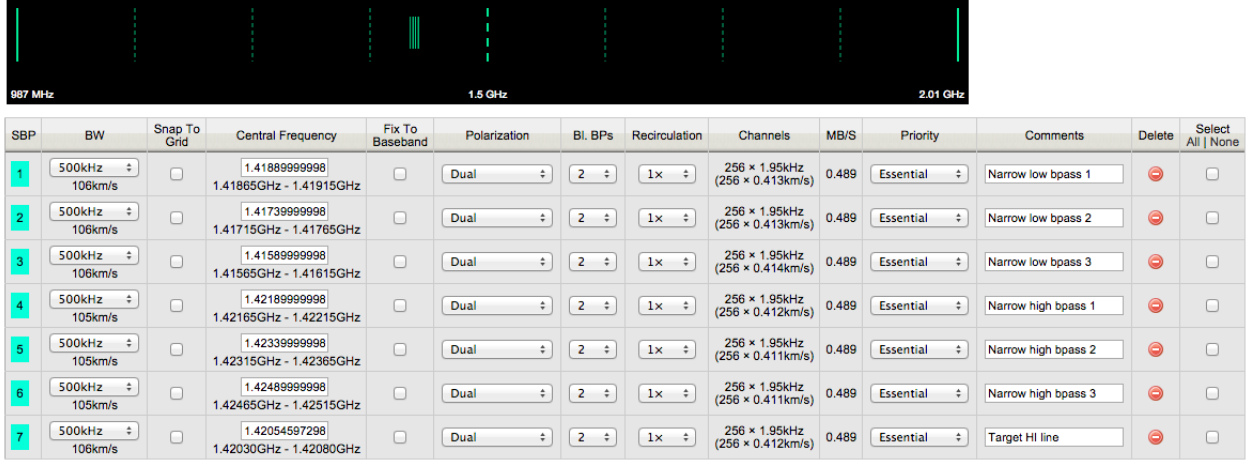 987 MHz 1.5 GHz 2.01 GHz
SBP BW Snap To Grid Central Frequency Fix To Baseband Polarization Bl. BPs Recirculation Channels MB/S Priority Comments Delete Select All | None
1 500kHz 1.41889999998 Dual 2 1x 256 × 1.95kHz 0.489 Essential Narrow low bpass 1
106km/s 1.41865GHz - 1.41915GHz (256 × 0.413km/s)
2 500kHz 1.41739999998 Dual 2 1x 256 × 1.95kHz 0.489 Essential Narrow low bpass 2
106km/s 1.41715GHz - 1.41765GHz (256 × 0.413km/s)
3 500kHz 1.41589999998 Dual 2 1x 256 × 1.95kHz 0.489 Essential Narrow low bpass 3
106km/s 1.41565GHz - 1.41615GHz (256 × 0.414km/s)
4 500kHz 1.42189999998 Dual 2 1x 256 × 1.95kHz 0.489 Essential Narrow high bpass 1
105km/s 1.42165GHz - 1.42215GHz (256 × 0.412km/s)
5 500kHz 1.42339999998 Dual 2 1x 256 × 1.95kHz 0.489 Essential Narrow high bpass 2
105km/s 1.42315GHz - 1.42365GHz (256 × 0.411km/s)
6 500kHz 1.42489999998 Dual 2 1x 256 × 1.95kHz 0.489 Essential Narrow high bpass 3
105km/s 1.42465GHz - 1.42515GHz (256 × 0.411km/s)
7 500kHz 1.42054597298 Dual 2 1x 256 × 1.95kHz 0.489 Essential Target HI line
106km/s 1.42030GHz - 1.42080GHz (256 × 0.412km/s)